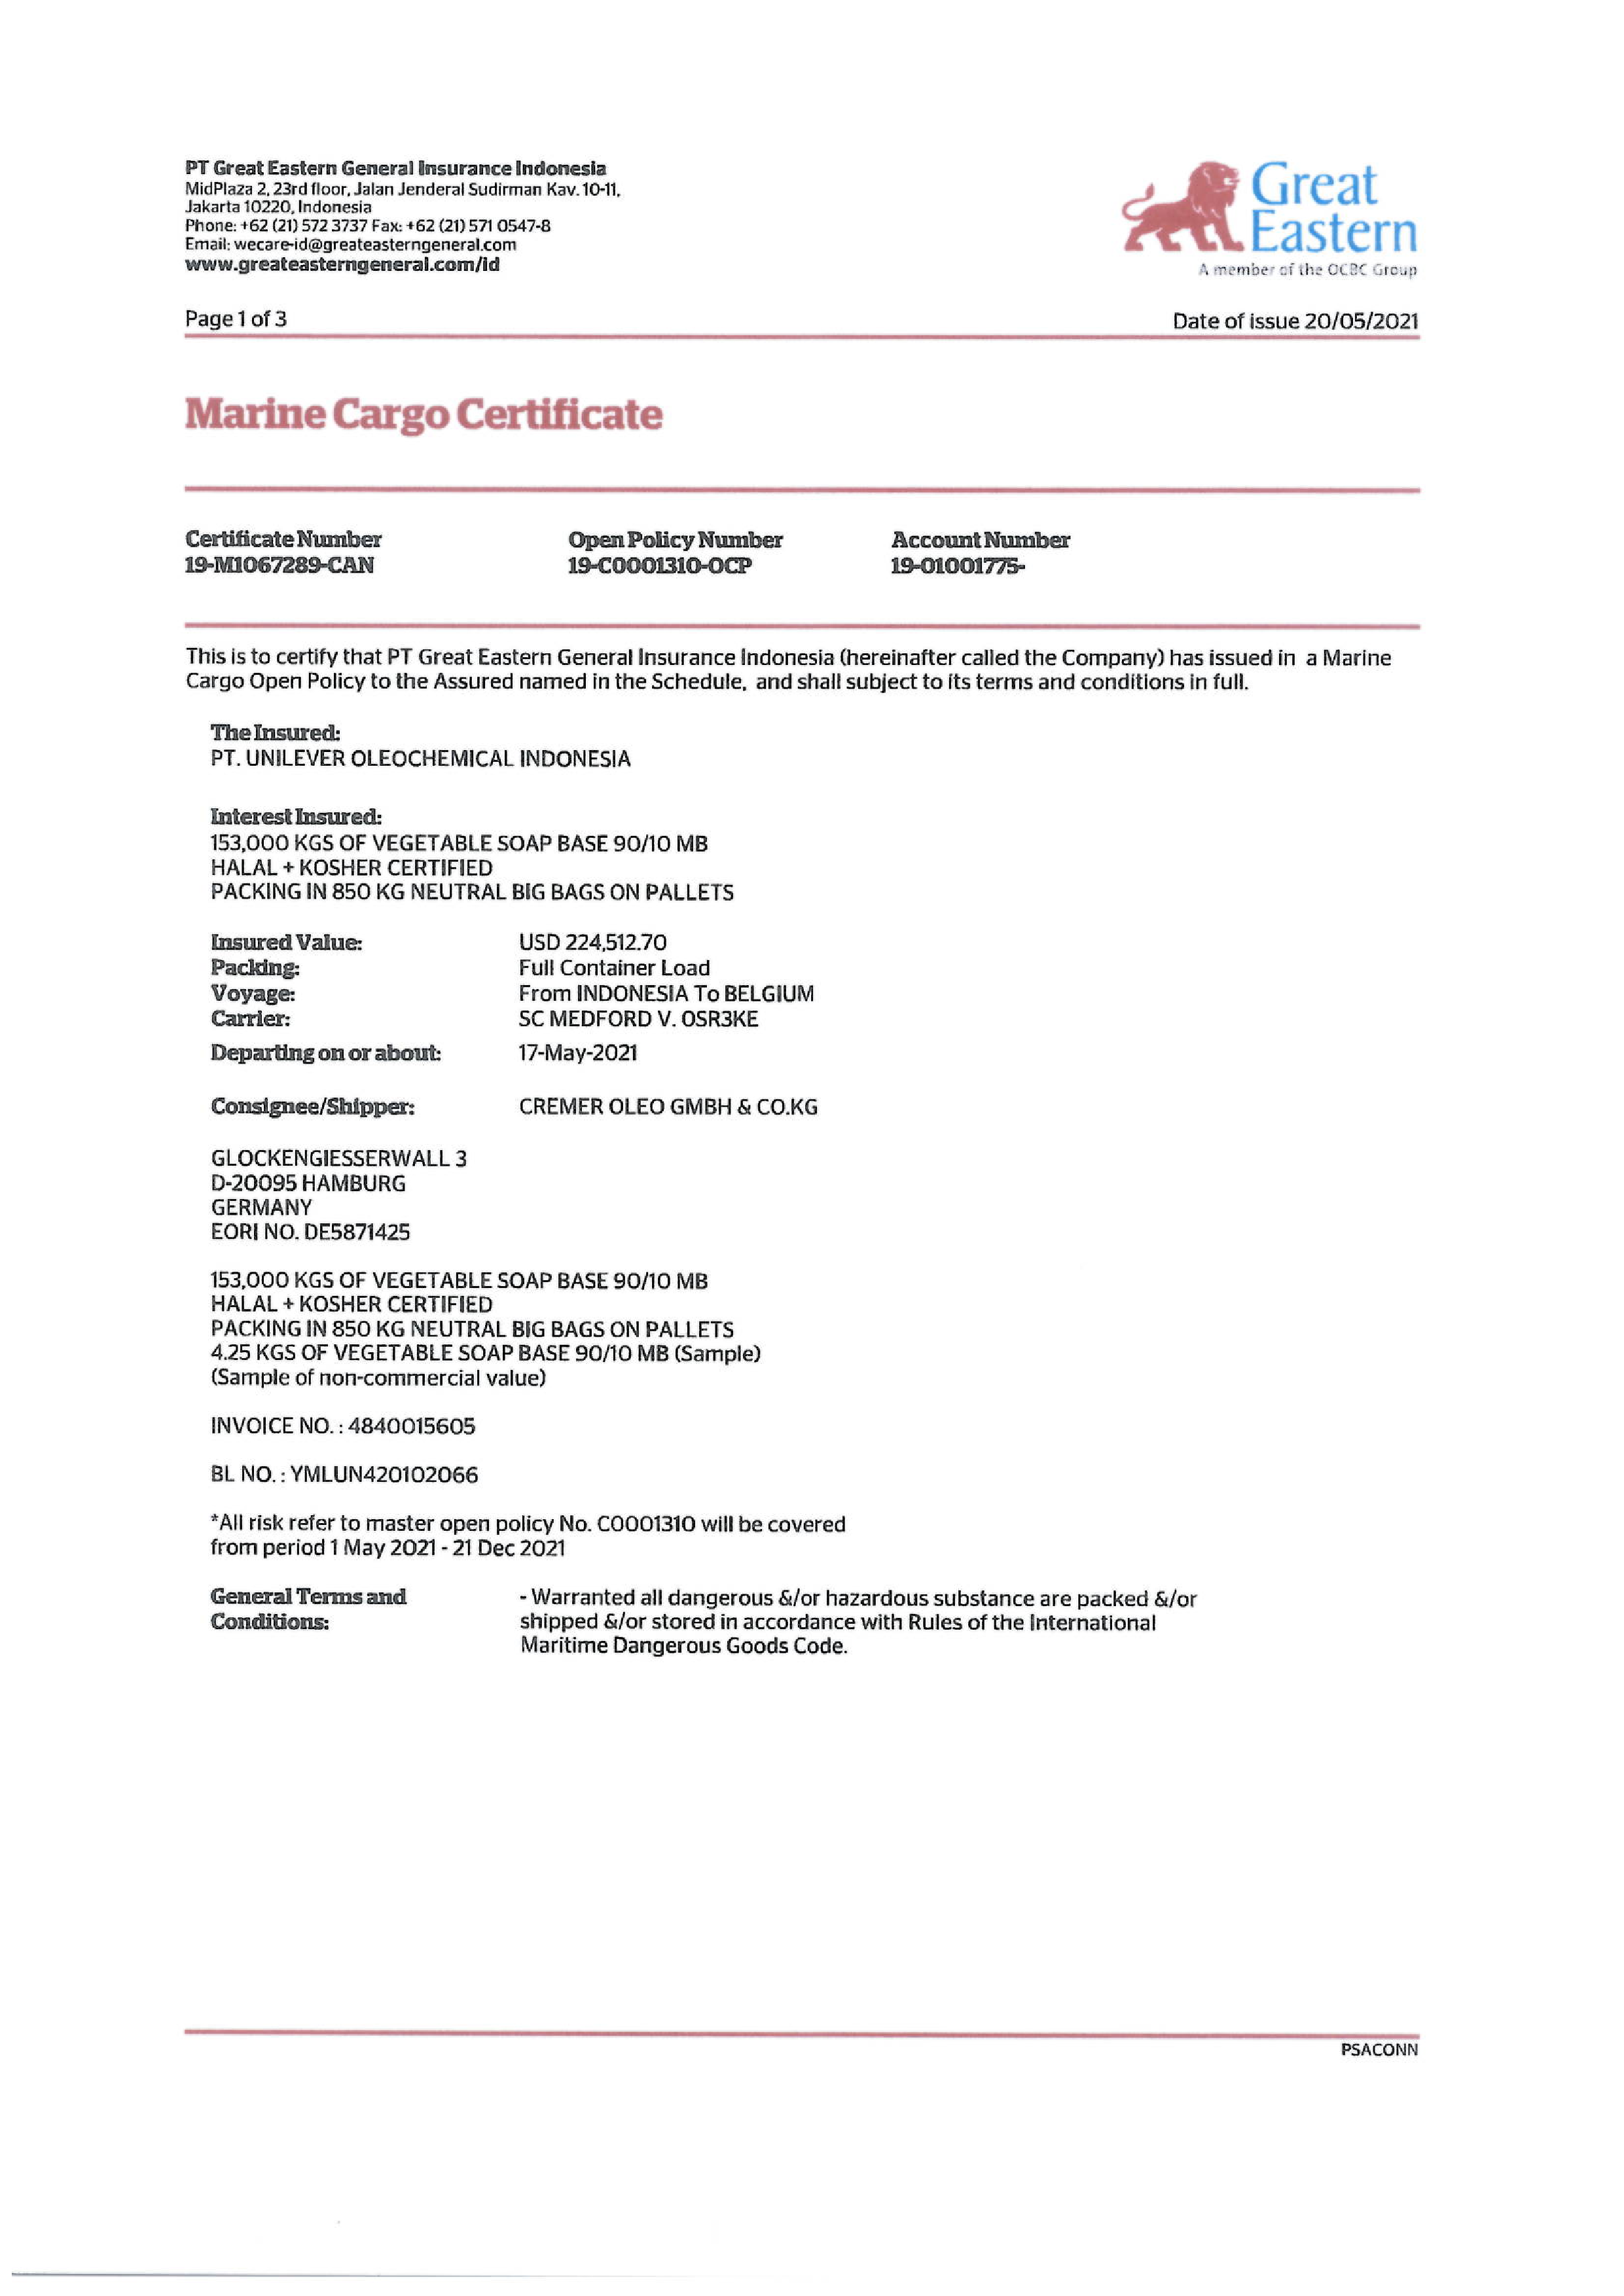 PT Great Eastern General Insurance Indonesia
MidPlaza 2, 23rd floor, Jalan Jenderal Sudirman Kav. 10-11,
Jakarta 10220, Indonesia
Phone: +62 (21) 572 3737 Fax: +62 (21) 571 0547-8
Email: wecare-id@greateasterngeneral.com
www.greateasterngeneral.com/id
Great
Eastern
A member of the OCBC Group
Page 1 of 3
Date of issue 20/05/2021
Marine Cargo Certificate
Certificate Number Open Policy Number Account Number
19-M1067289-CAN 19-C0001310-OCP 19-01001775-
This is to certify that PT Great Eastern General Insurance Indonesia (hereinafter called the Company) has issued in a Marine
Cargo Open Policy to the Assured named in the Schedule, and shall subject to its terms and conditions in full.
The Insured:
PT. UNILEVER OLEOCHEMICAL INDONESIA
Interest Insured:
153,000 KGS OF VEGETABLE SOAP BASE 90/10 MB
HALAL + KOSHER CERTIFIED
PACKING IN 850 KG NEUTRAL BIG BAGS ON PALLETS
Insured Value: USD 224,512.70
Packing: Full Container Load
Voyage: From INDONESIA To BELGIUM
Carrier: SC MEDFORD V. 0SR3KE
Departing on or about: 17-May-2021
Consignee/Shipper: CREMER OLEO GMBH & CO.KG
GLOCKENGIESSERWALL 3
D-20095 HAMBURG
GERMANY
EORI NO. DE5871425
153,000 KGS OF VEGETABLE SOAP BASE 90/10 MB
HALAL + KOSHER CERTIFIED
PACKING IN 850 KG NEUTRAL BIG BAGS ON PALLETS
4.25 KGS OF VEGETABLE SOAP BASE 90/10 MB (Sample)
(Sample of non-commercial value)
INVOICE NO. : 4840015605
BL NO. : YMLUN420102066
*All risk refer to master open policy No. C0001310 will be covered
from period 1 May 2021 - 21 Dec 2021
General Terms and - Warranted all dangerous &/or hazardous substance are packed &/or
Conditions: shipped &/or stored in accordance with Rules of the International
Maritime Dangerous Goods Code.
PSACONN